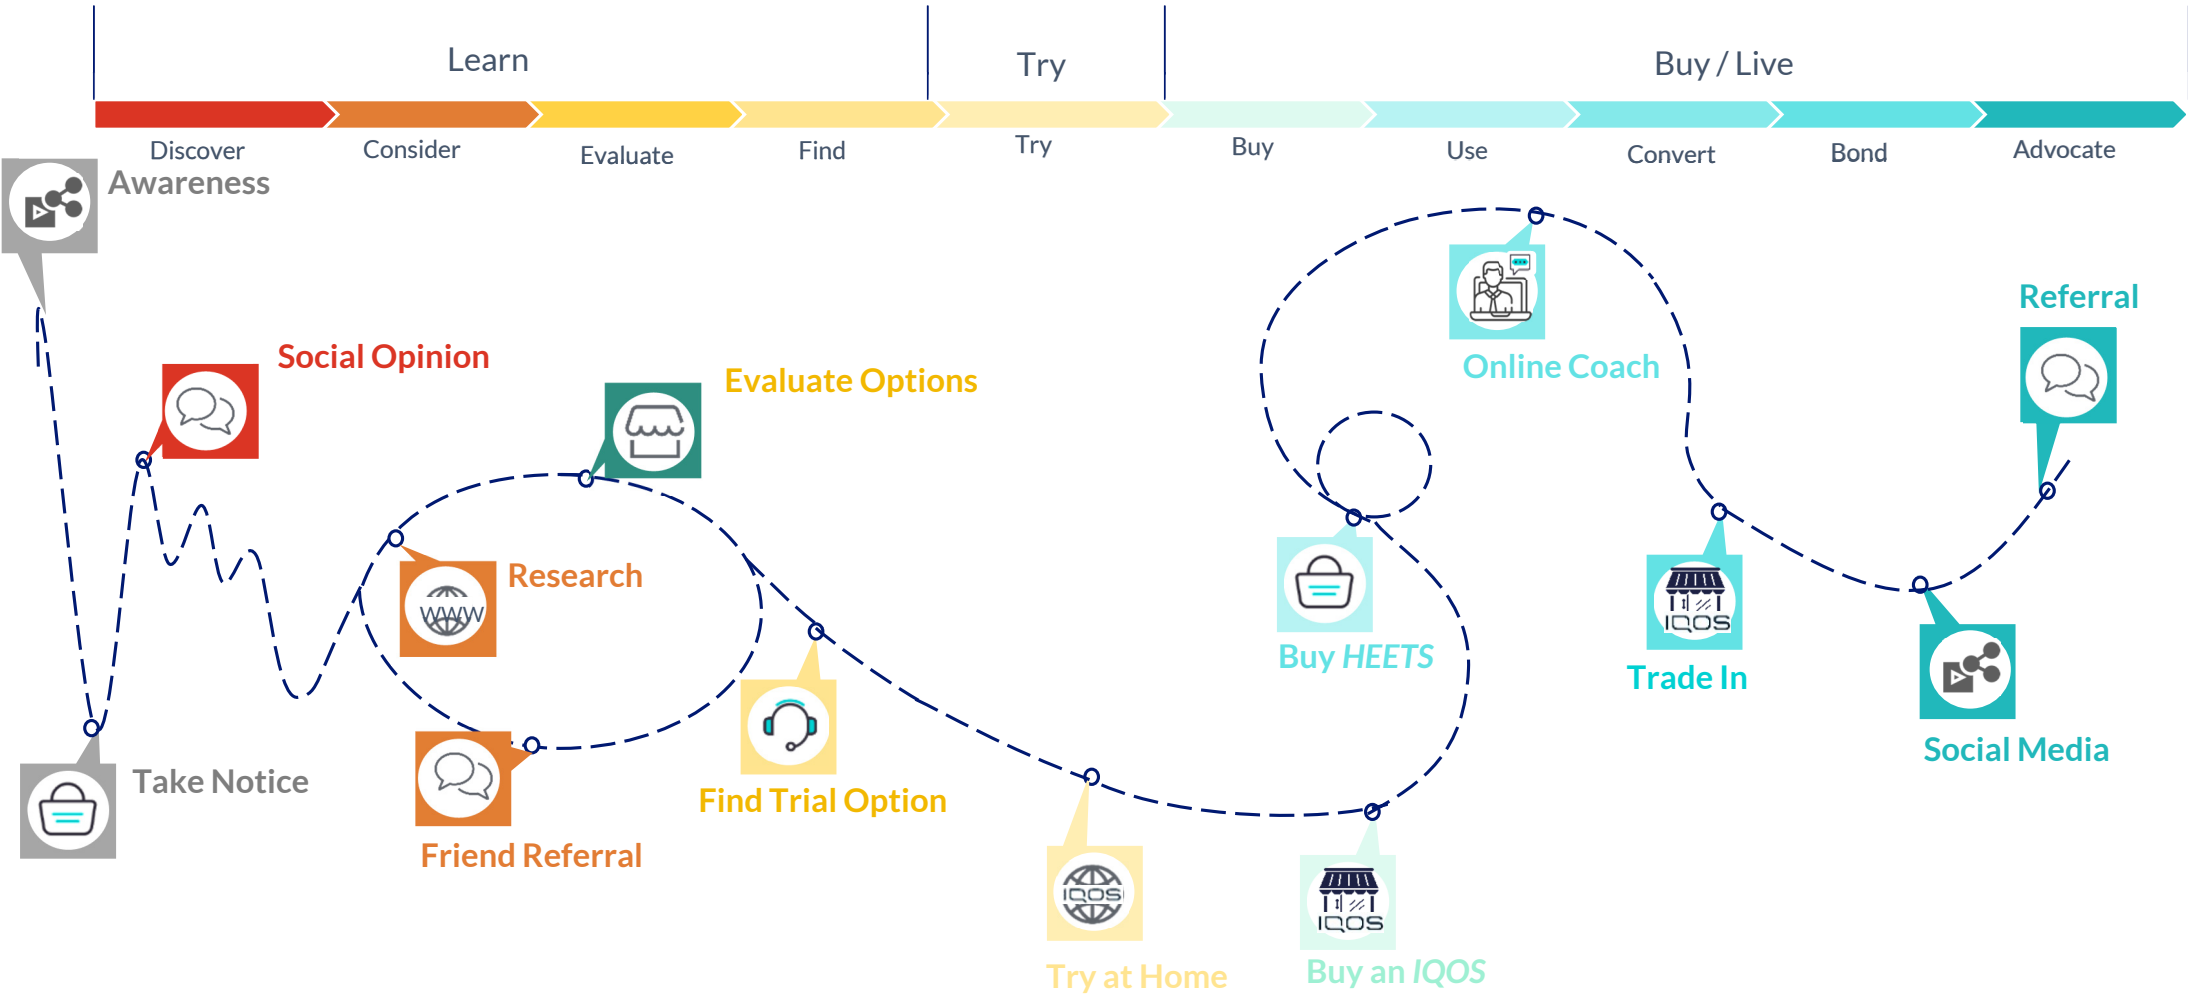 Learn
Try
Buy / Live
Discover
Consider
Evaluate
Find
Try
Buy
Use
Convert
Bond
Advocate
Awareness
Social Opinion
Evaluate Options
Online Coach
Referral
Research
WWW
Buy HEETS
IQOS
Trade In
Take Notice
Friend Referral
Find Trial Option
Social Media
IQOS
Try at Home
IQOS
Buy an IQOS